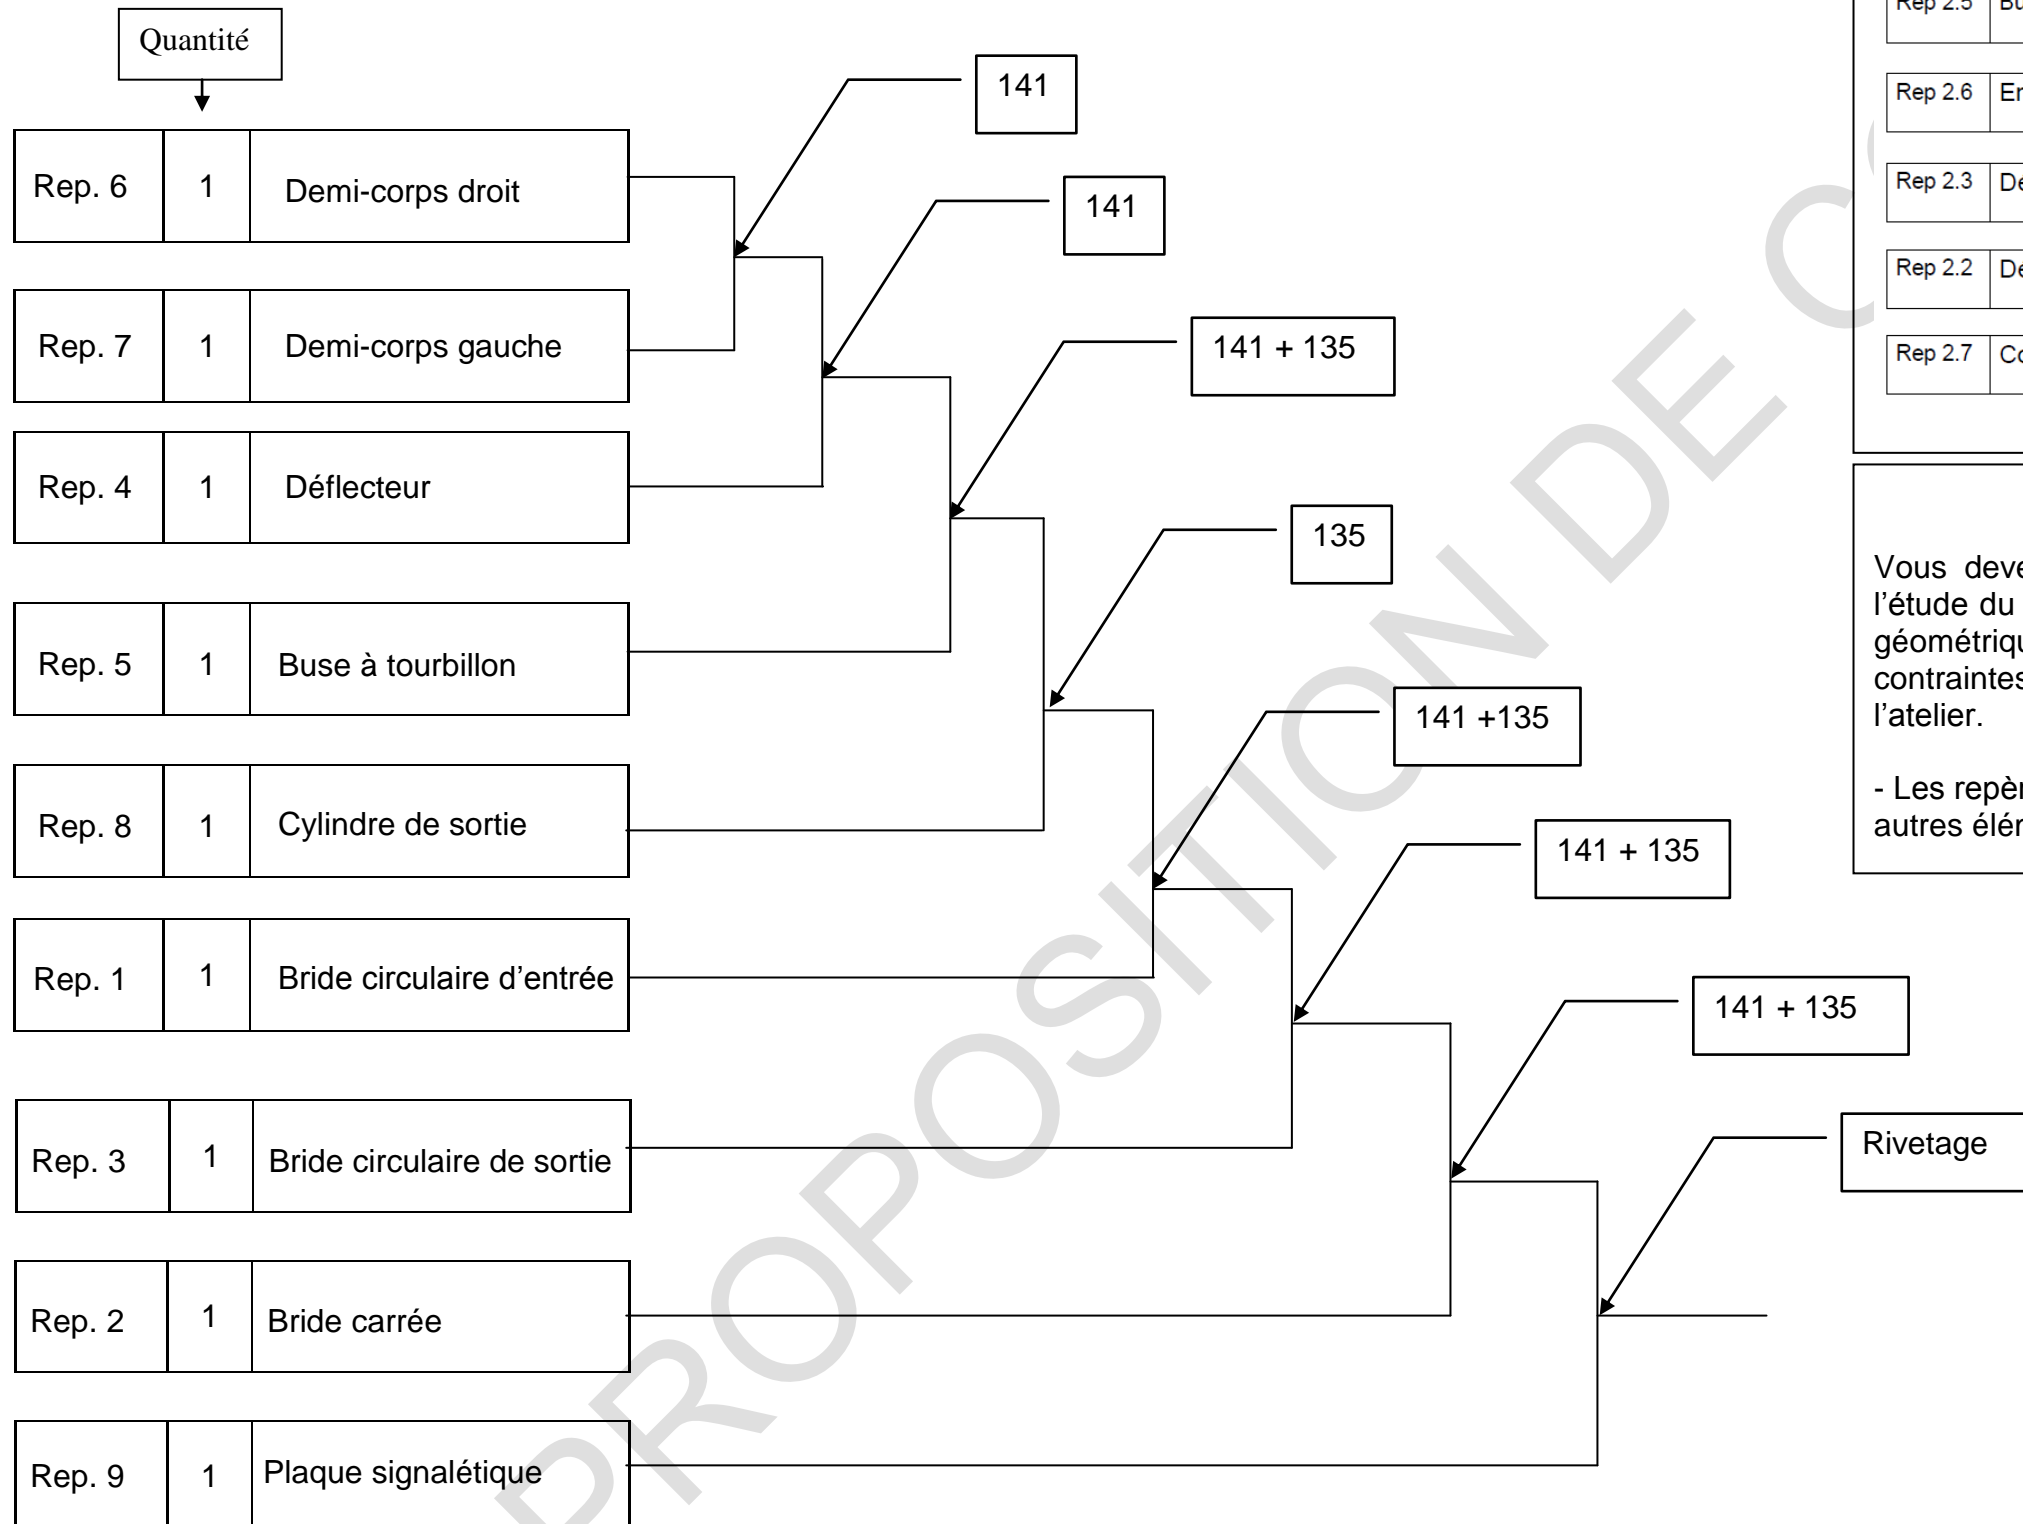 Quantité
141
Rep. 6 1 Demi-corps droit
141
Rep. 7 1 Demi-corps gauche
141 + 135
Rep. 4 1 Déflecteur
135
Rep. 5 1 Buse à tourbillon
141 +135
Rep. 8 1 Cylindre de sortie
141 + 135
Rep. 1 1 Bride circulaire d'entrée
141 + 135
Rep. 3 1 Bride circulaire de sortie
Rivetage
Rep. 2 1 Bride carrée
Rep. 9 1 Plaque signalétique
Rep 2.5
Rep 2.6
Rep 2.3
Rep 2.2
Rep 2.7
Vous
l'étude du
contraintes
l'atelier.
- Les
autres
PROPOSITION DE